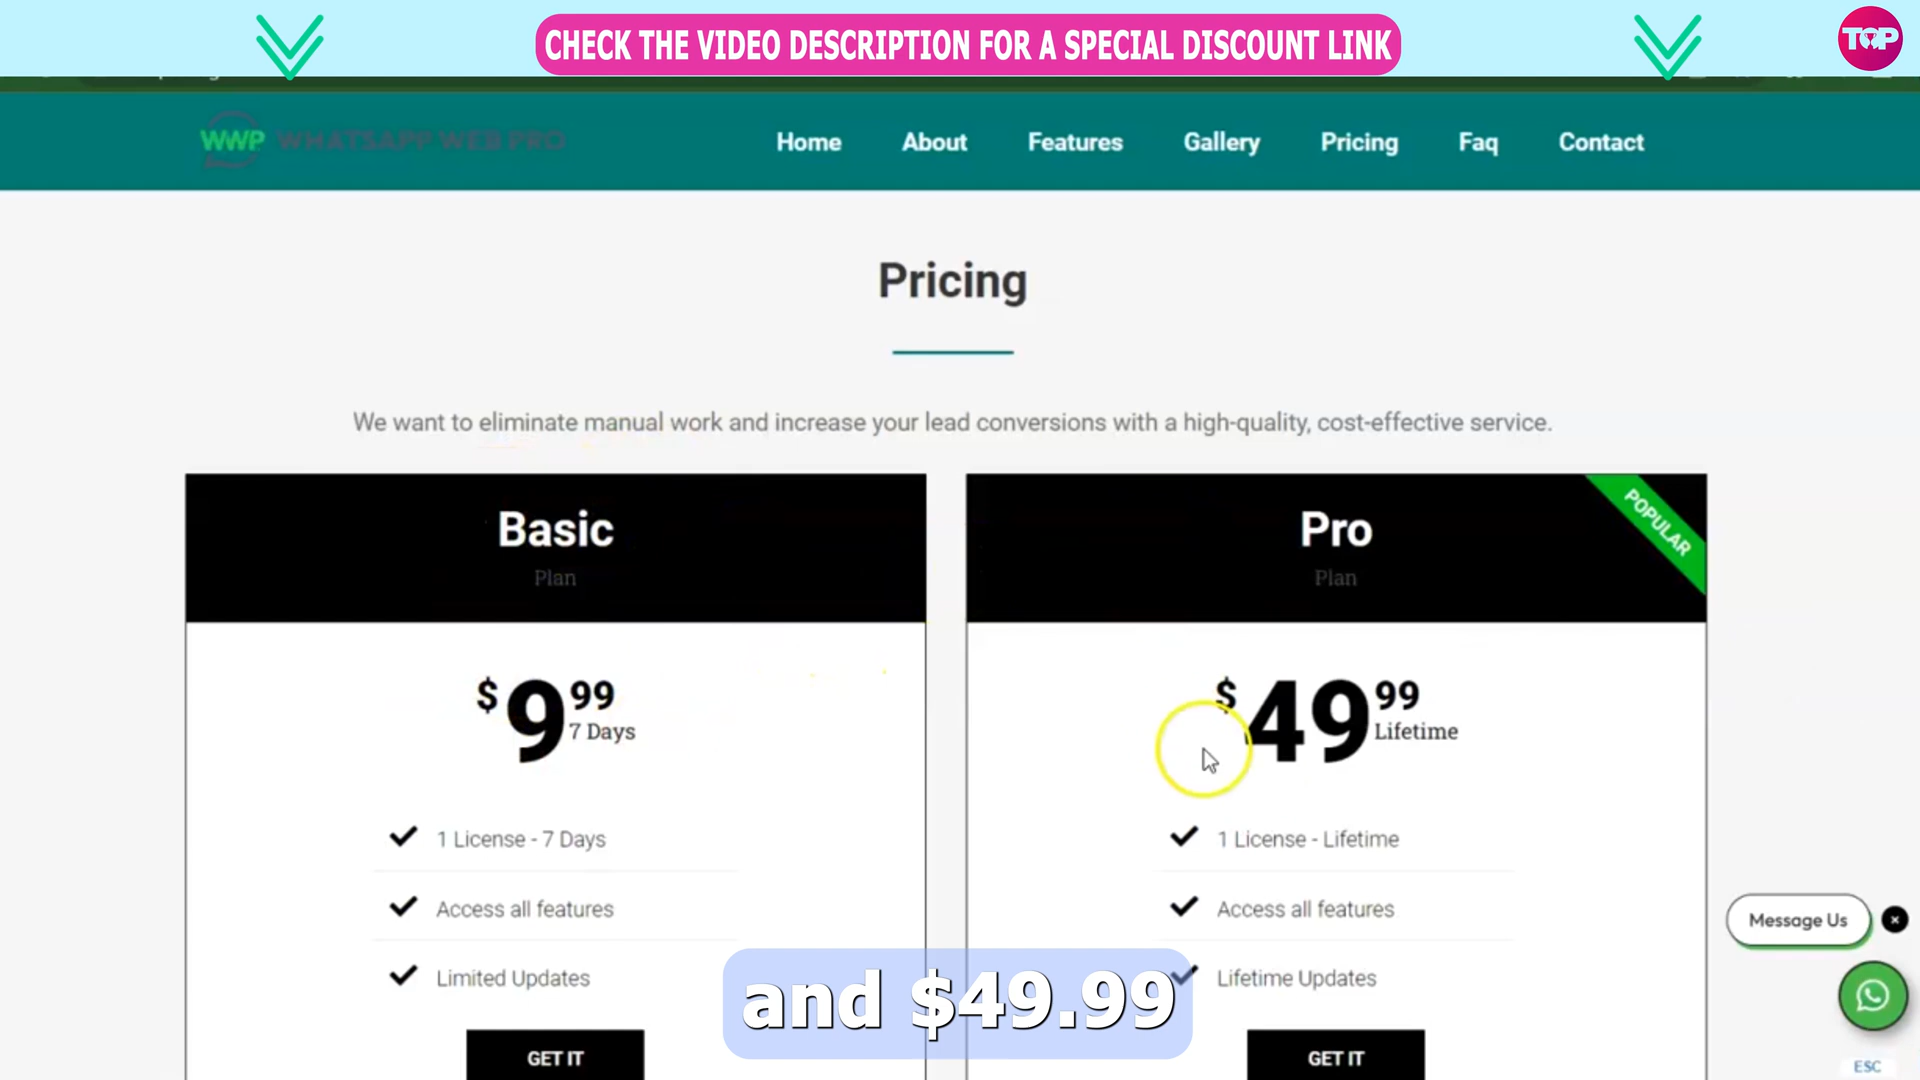 CHECK THE VIDEO DESCRIPTION FOR A SPECIAL DISCOUNT LINK
TOP
WWP WHATSAPP WEB PRO
Home About Features Gallery Pricing Faq Contact
Pricing
We want to eliminate manual work and increase your lead conversions with a high-quality, cost-effective service.
Basic
Plan
$9.99
7 Days
1 License - 7 Days
Access all features
Limited Updates
GET IT
Pro
Plan
POPULAR
$49.99
Lifetime
1 License - Lifetime
Access all features
Lifetime Updates
GET IT
and $49.99
Message Us
ESC